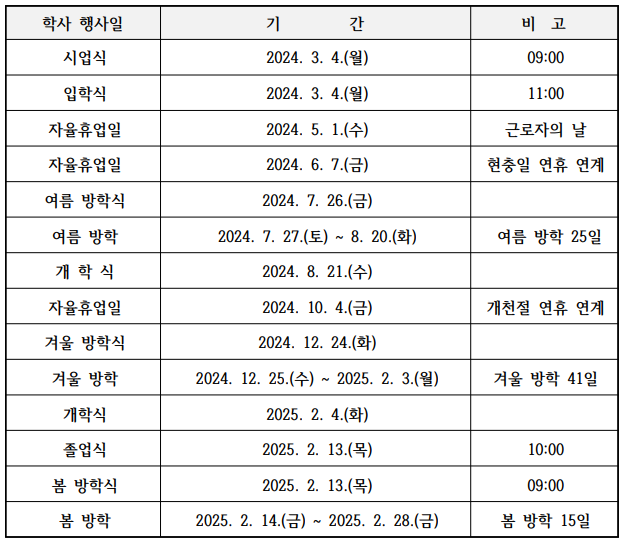 학사 행사일 기 간 비 고
시업식 2024. 3. 4.(월) 09:00
입학식 2024. 3. 4.(월) 11:00
자율휴업일 2024. 5. 1.(수) 근로자의 날
자율휴업일 2024. 6. 7.(금) 현충일 연휴 연계
여름 방학식 2024. 7. 26.(금)
여름 방학 2024. 7. 27.(토) ~ 8. 20.(화) 여름 방학 25일
개 학 식 2024. 8. 21.(수)
자율휴업일 2024. 10. 4.(금) 개천절 연휴 연계
겨울 방학식 2024. 12. 24.(화)
겨울 방학 2024. 12. 25.(수) ~ 2025. 2. 3.(월) 겨울 방학 41일
개학식 2025. 2. 4.(화)
졸업식 2025. 2. 13.(목) 10:00
봄 방학식 2025. 2. 13.(목) 09:00
봄 방학 2025. 2. 14.(금) ~ 2025. 2. 28.(금) 봄 방학 15일